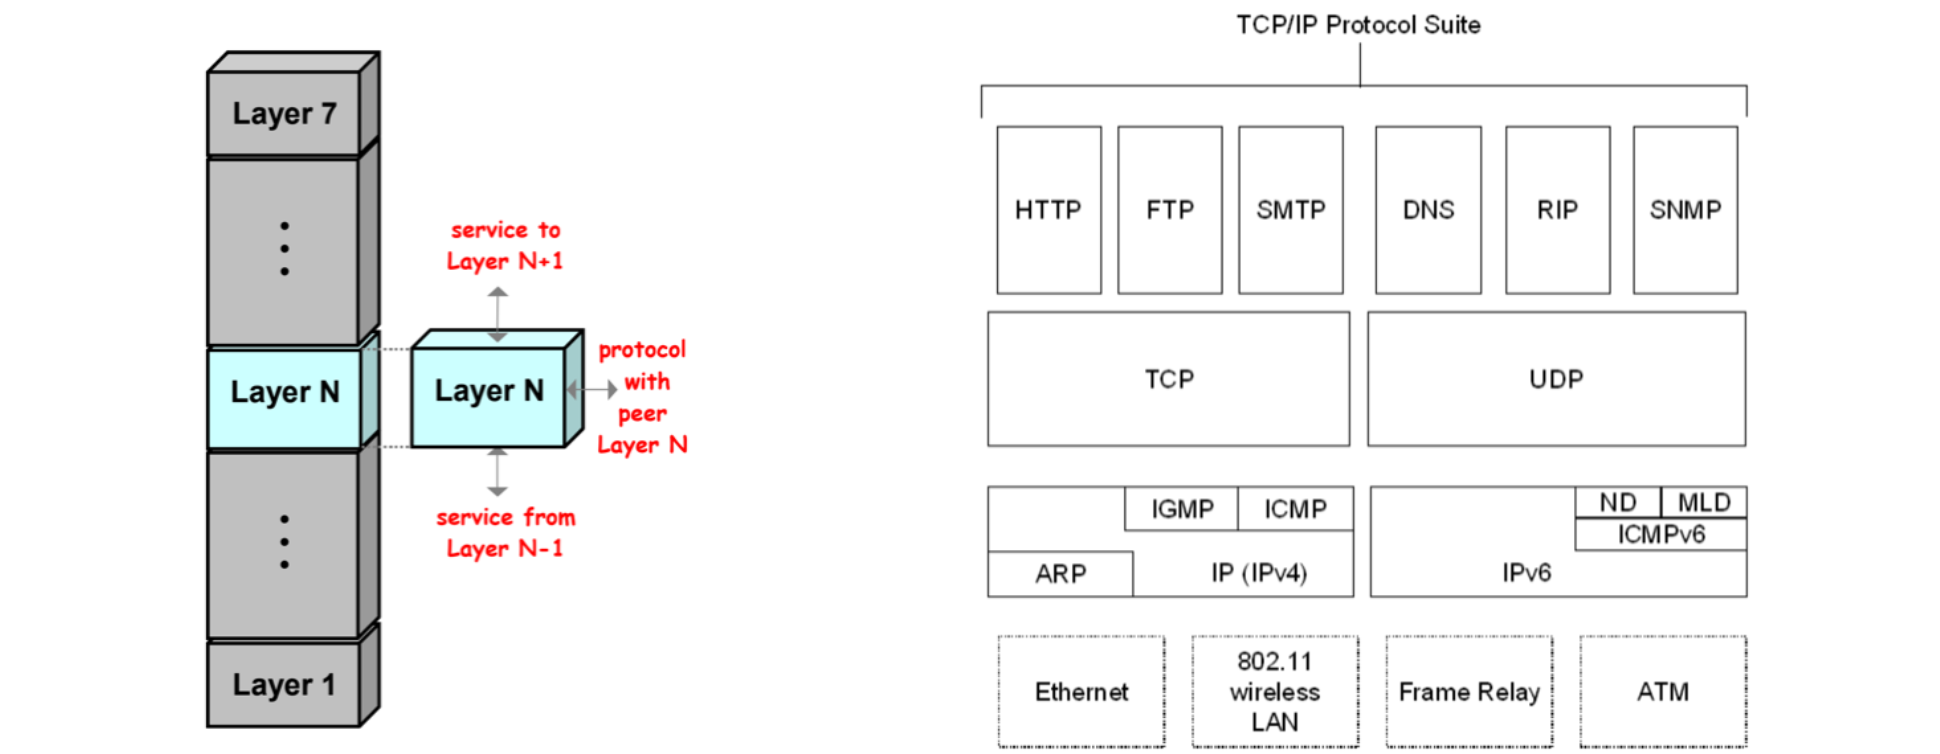 Layer 7
Layer N
Layer 1
service to
Layer N+1
Layer N
protocol
with
peer
Layer N
service from
Layer N-1
TCP/IP Protocol Suite
HTTP
FTP
SMTP
DNS
RIP
SNMP
TCP
UDP
IGMP
ICMP
ARP
IP (IPv4)
ND
MLD
ICMPv6
IPv6
Ethernet
802.11
wireless
LAN
Frame Relay
ATM